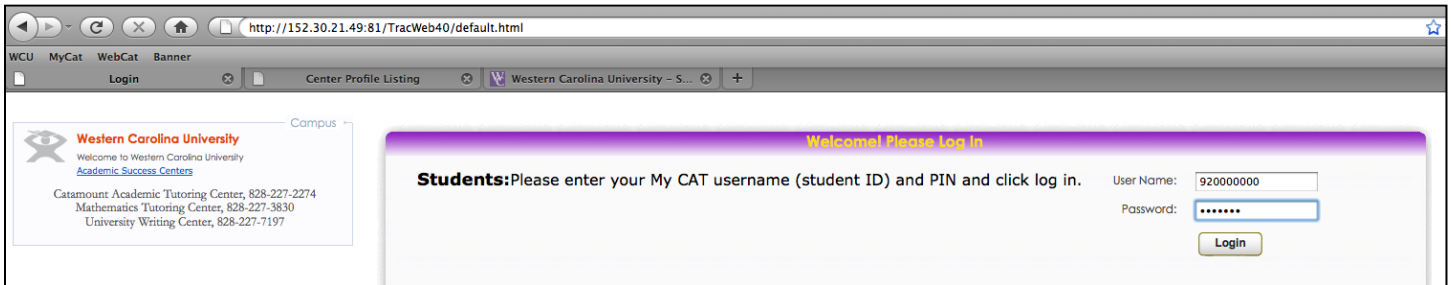 http://152.30.21.49:81/TracWeb40/default.html
WCU MyCat WebCat Banner
Login Center Profile Listing Western Carolina University – S... +
Campus
Western Carolina University
Welcome to Western Carolina University
Academic Success Centers
Catamount Academic Tutoring Center, 828-227-2274
Mathematics Tutoring Center, 828-227-3830
University Writing Center, 828-227-7197
Welcome! Please Log In
Students:Please enter your My CAT username (student ID) and PIN and click log in.
User Name: 920000000
Password: •••••••
Login